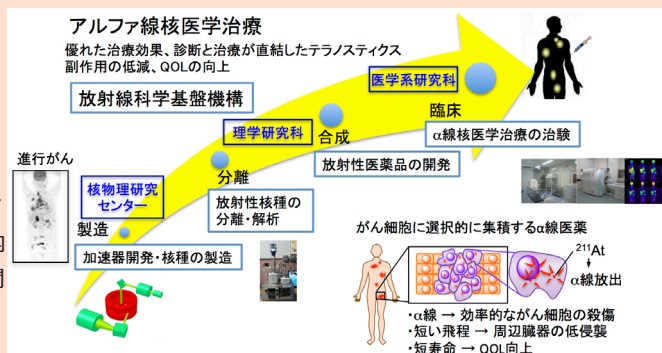 アルファ線核医学治療
優れた治療効果、診断と治療が直結したテラノスティクス
副作用の低減、QOLの向上
放射線科学基盤機構
医学系研究科
臨床
α線核医学治療の治験
理学研究科
合成
放射性医薬品の開発
分離
放射性核種の
分離・解析
進行がん
核物理研究
センター
製造
加速器開発・核種の製造
がん細胞に選択的に集積するα線医薬
²¹¹At
α線放出
・α線 → 効率的ながん細胞の殺傷
・短い飛程 → 周辺臓器の低侵襲
・短寿命 → QOL向上